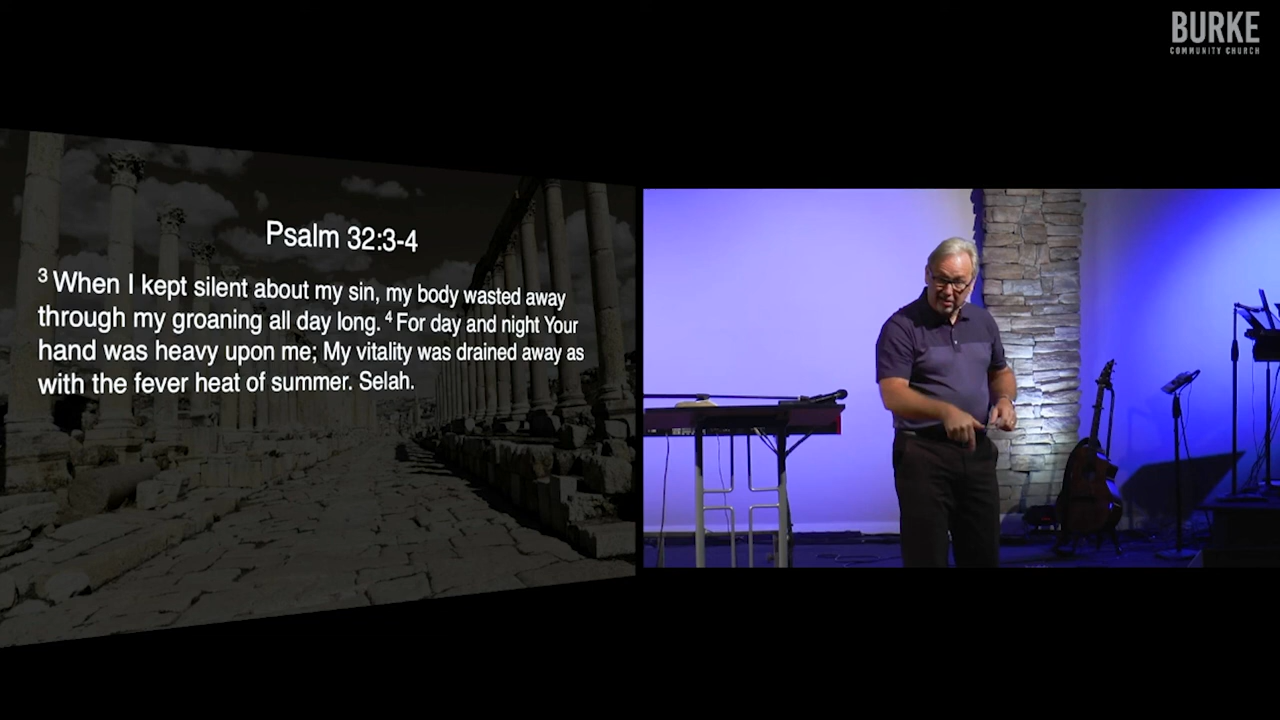 BURKE
COMMUNITY CHURCH
Psalm 32:3-4
3 When I kept silent about my sin, my body wasted away
through my groaning all day long. 4 For day and night Your
hand was heavy upon me; My vitality was drained away as
with the fever heat of summer. Selah.